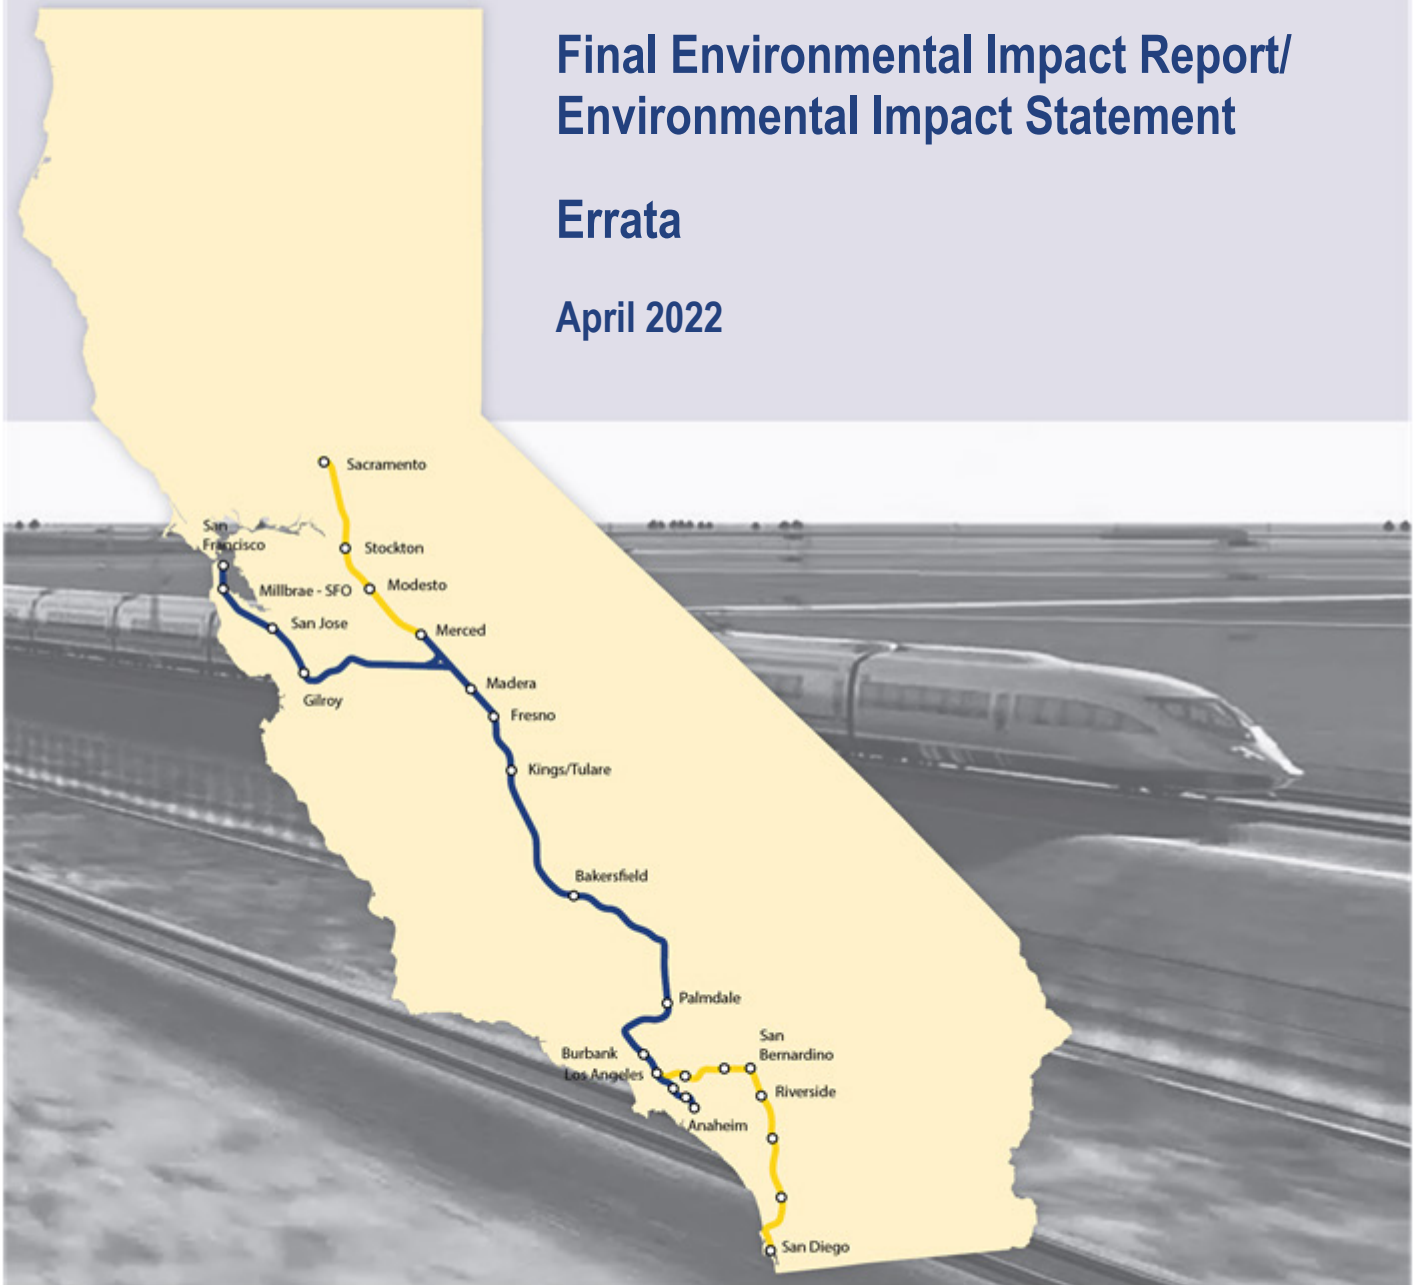 Final Environmental Impact Report/
Environmental Impact Statement
Errata
April 2022
Sacramento
San
Francisco
Stockton
Millbrae - SFO
Modesto
San Jose
Merced
Gilroy
Madera
Fresno
Kings/Tulare
Bakersfield
Palmdale
San
Bernardino
Burbank
Los Angeles
Riverside
Anaheim
San Diego